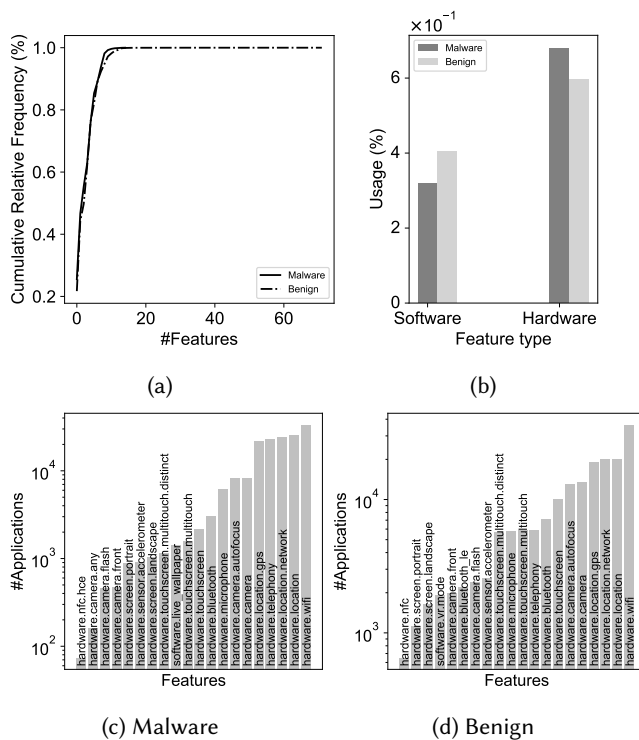 1.0
0.8
0.6
0.4
0.2
0
20
40
60
Cumulative Relative Frequency (%)
#Features
Malware
Benign
(a)
×10⁻¹
6
4
2
0
Usage (%)
Malware
Benign
Software
Hardware
Feature type
(b)
10⁴
10³
10²
#Applications
hardware.nfc.hce
hardware.camera.any
hardware.camera.flash
hardware.camera.front
hardware.screen.portrait
hardware.sensor.accelerometer
hardware.screen.landscape
hardware.touchscreen.multitouch.distinct
software.live_wallpaper
hardware.touchscreen.multitouch
hardware.touchscreen
hardware.bluetooth
hardware.microphone
hardware.camera.autofocus
hardware.camera
hardware.location.gps
hardware.telephony
hardware.location.network
hardware.location
hardware.wifi
Features
(c) Malware
10⁴
10³
#Applications
hardware.nfc
hardware.screen.portrait
hardware.screen.landscape
software.vr.mode
hardware.camera.front
hardware.bluetooth_le
hardware.camera.flash
hardware.sensor.accelerometer
hardware.touchscreen.multitouch.distinct
hardware.microphone
hardware.touchscreen.multitouch
hardware.telephony
hardware.bluetooth
hardware.touchscreen
hardware.camera.autofocus
hardware.camera
hardware.location.gps
hardware.location.network
hardware.location
hardware.wifi
Features
(d) Benign